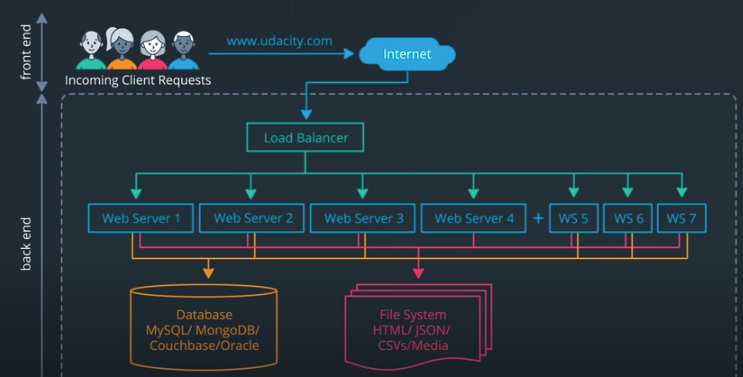 front end
www.udacity.com
Internet
Incoming Client Requests
Load Balancer
back end
Web Server 1
Web Server 2
Web Server 3
Web Server 4
+
WS 5
WS 6
WS 7
Database
MySQL/ MongoDB/
Couchbase/Oracle
File System
HTML/ JSON/
CSVs/Media